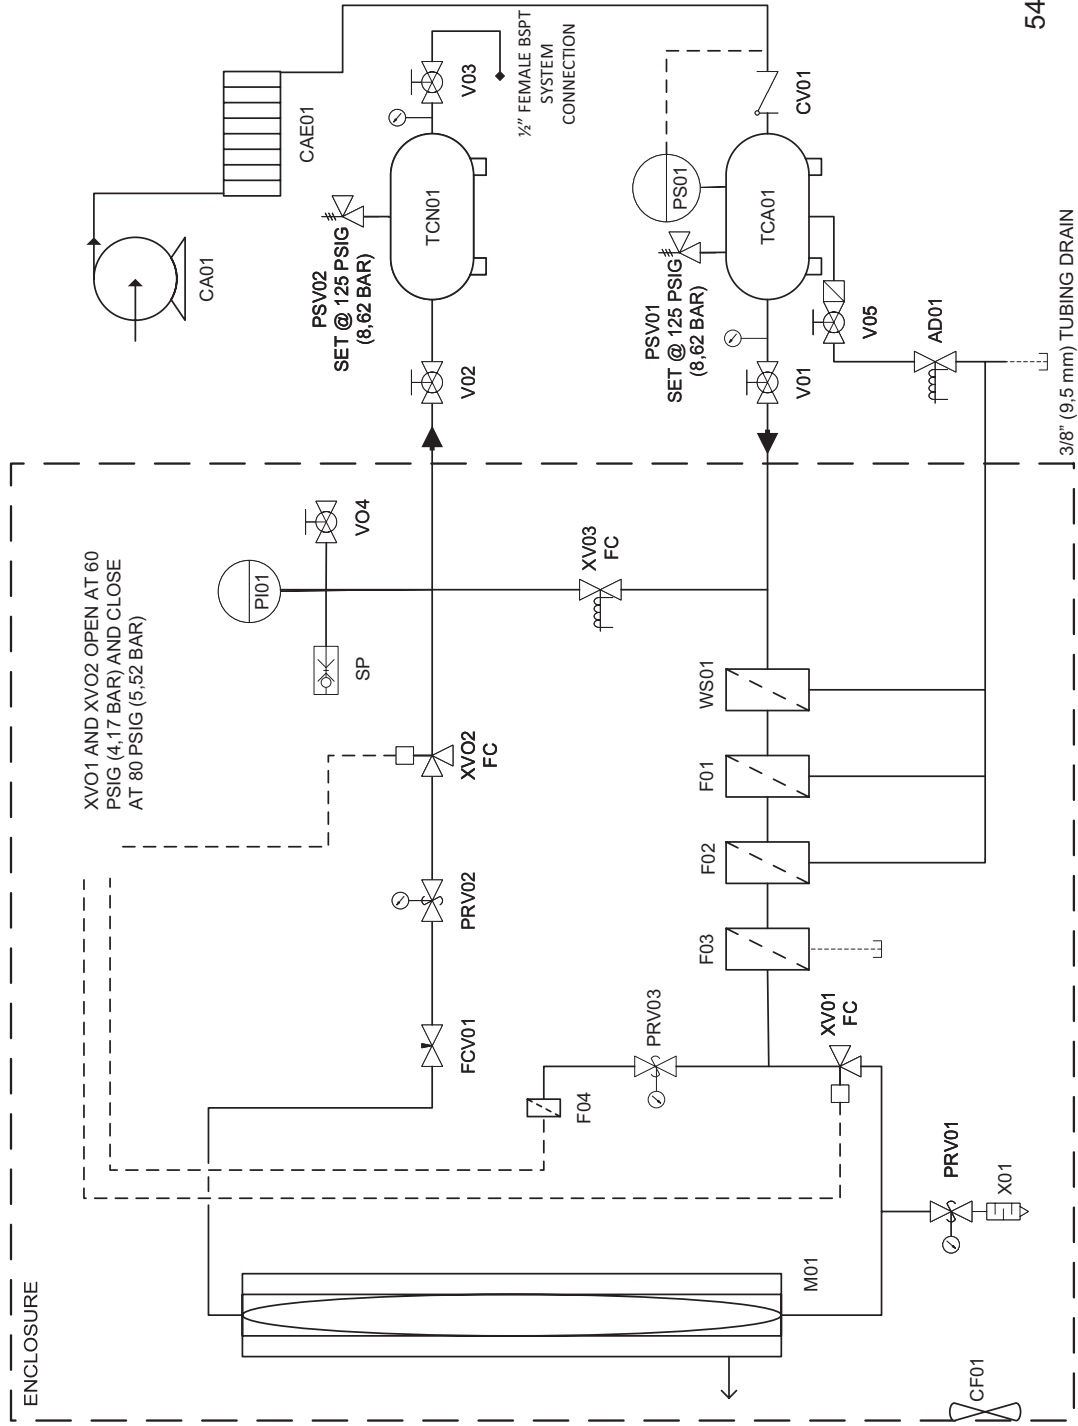 ENCLOSURE
XVO1 AND XVO2 OPEN AT 60
PSIG (4,17 BAR) AND CLOSE
AT 80 PSIG (5,52 BAR)
CA01
CAE01
PI01
VO4
SP
PSV02
SET @ 125 PSIG
(8,62 BAR)
TCN01
V03
V02
½” FEMALE BSPT
SYSTEM
CONNECTION
FCV01
PRV02
XVO2
FC
XV03
FC
PS01
PSV01
SET @ 125 PSIG
(8,62 BAR)
TCA01
CV01
V01
V05
AD01
3/8” (9,5 mm) TUBING DRAIN
WS01
F01
F02
F03
F04
PRV03
XV01
FC
PRV01
X01
M01
CF01
54